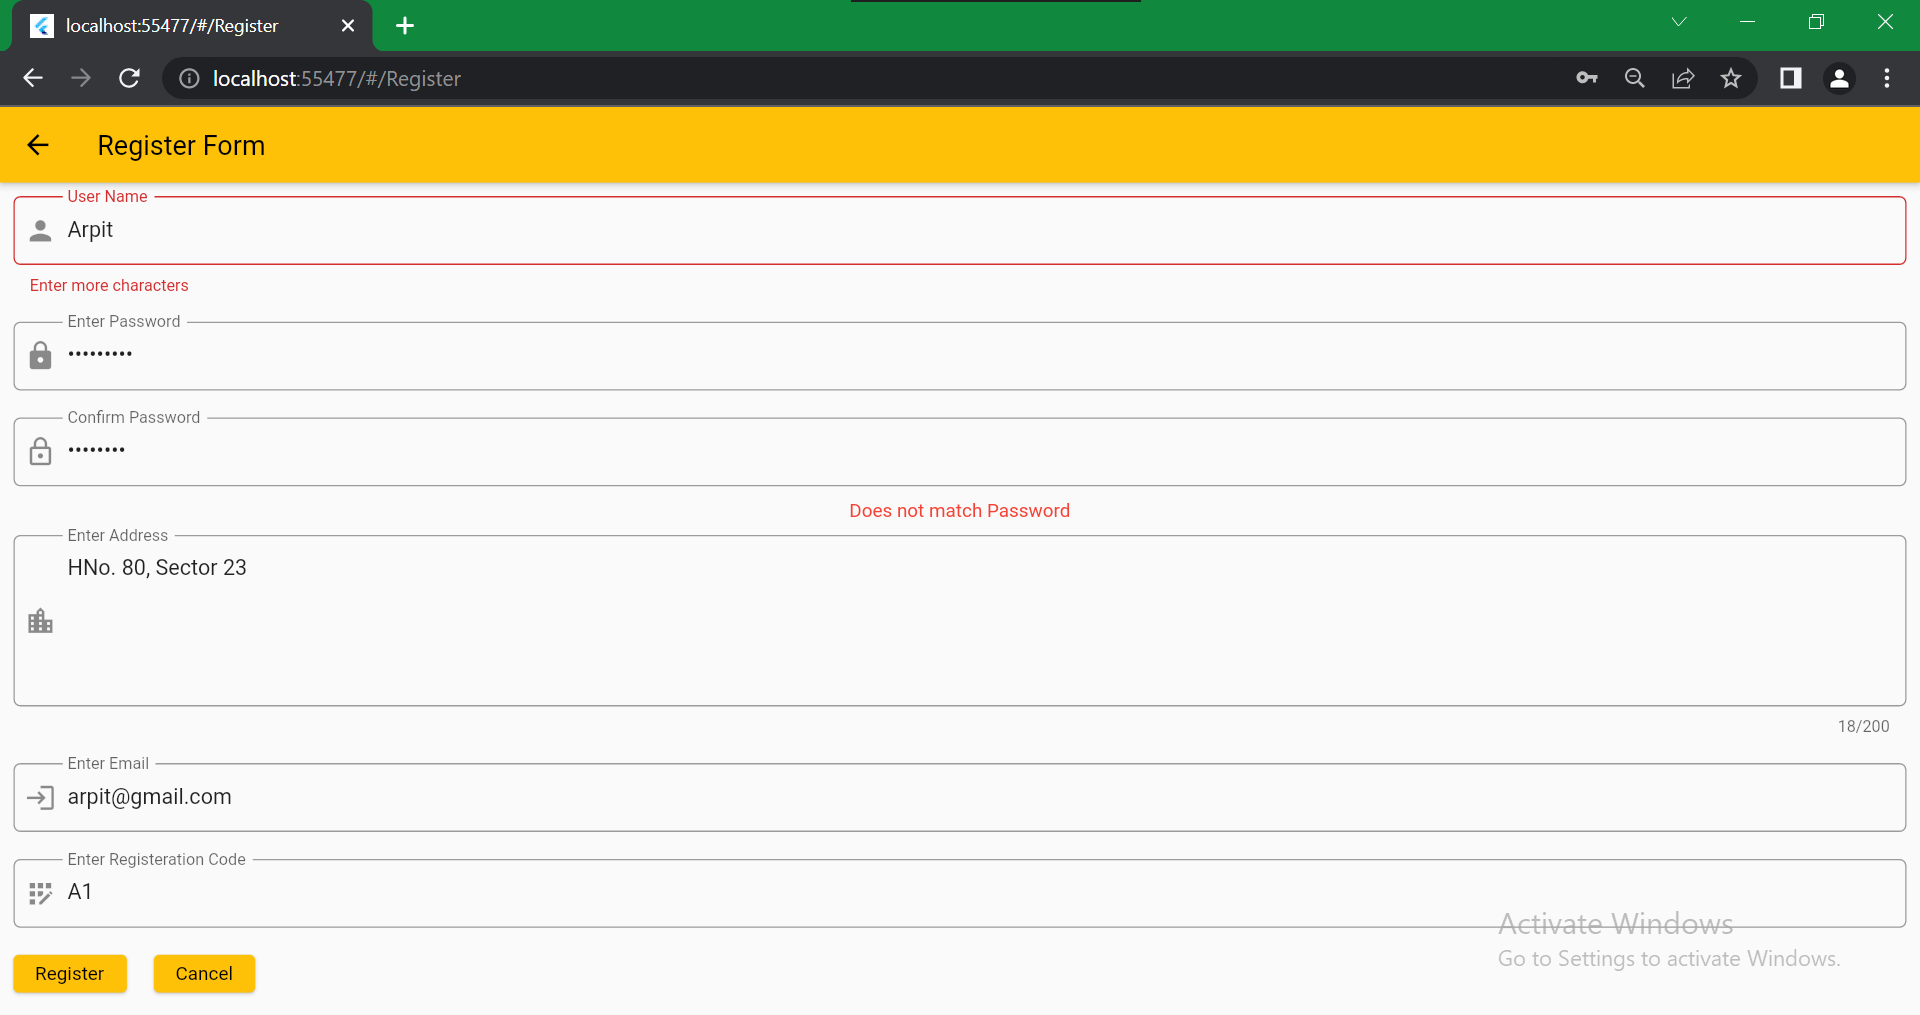 localhost:55477/#/Register
localhost:55477/#/Register
Register Form
User Name
Arpit
Enter more characters
Enter Password
•••••••••
Confirm Password
••••••••
Does not match Password
Enter Address
HNo. 80, Sector 23
18/200
Enter Email
arpit@gmail.com
Enter Registeration Code
A1
Activate Windows
Go to Settings to activate Windows.
Register Cancel